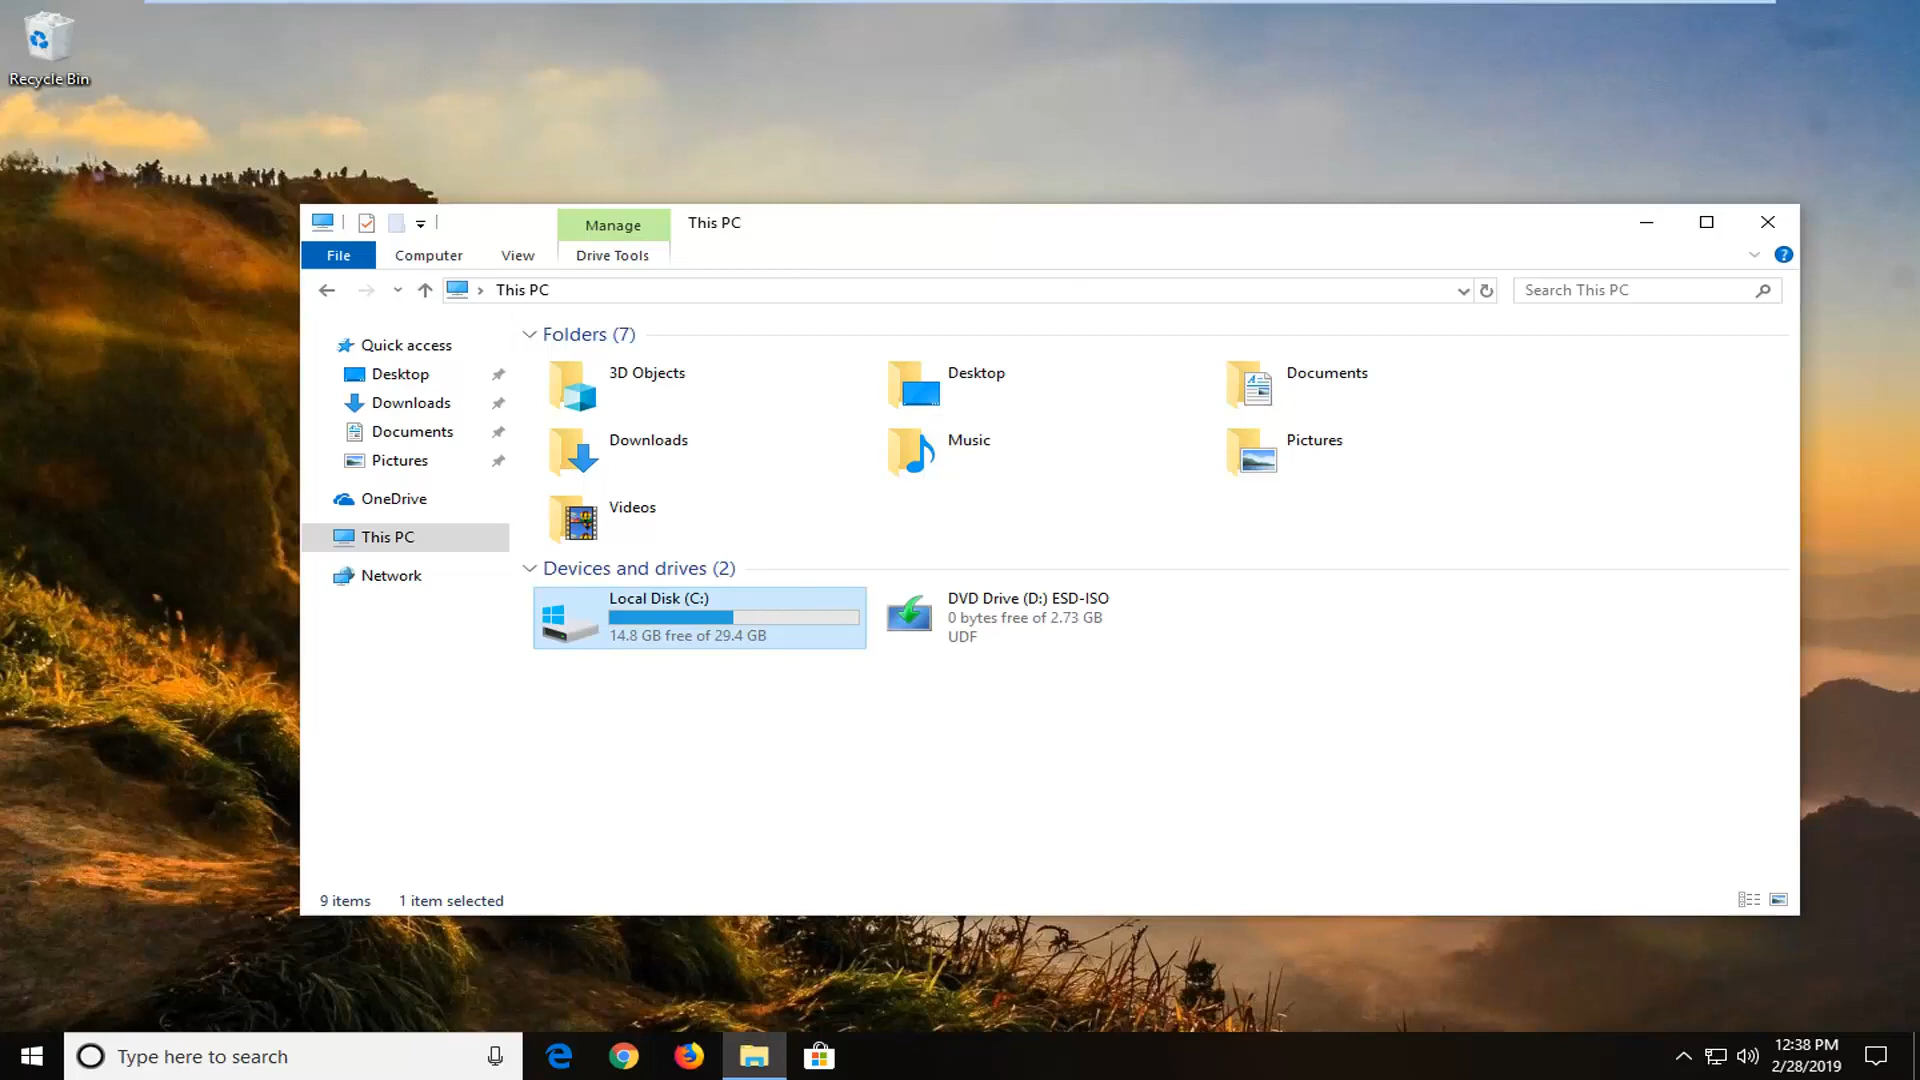 Recycle Bin
Manage
This PC
File
Computer
View
Drive Tools
This PC
Search This PC
Quick access
Desktop
Downloads
Documents
Pictures
OneDrive
This PC
Network
Folders (7)
3D Objects
Desktop
Documents
Downloads
Music
Pictures
Videos
Devices and drives (2)
Local Disk (C:)
14.8 GB free of 29.4 GB
DVD Drive (D:) ESD-ISO
0 bytes free of 2.73 GB
UDF
9 items
1 item selected
Type here to search
12:38 PM
2/28/2019